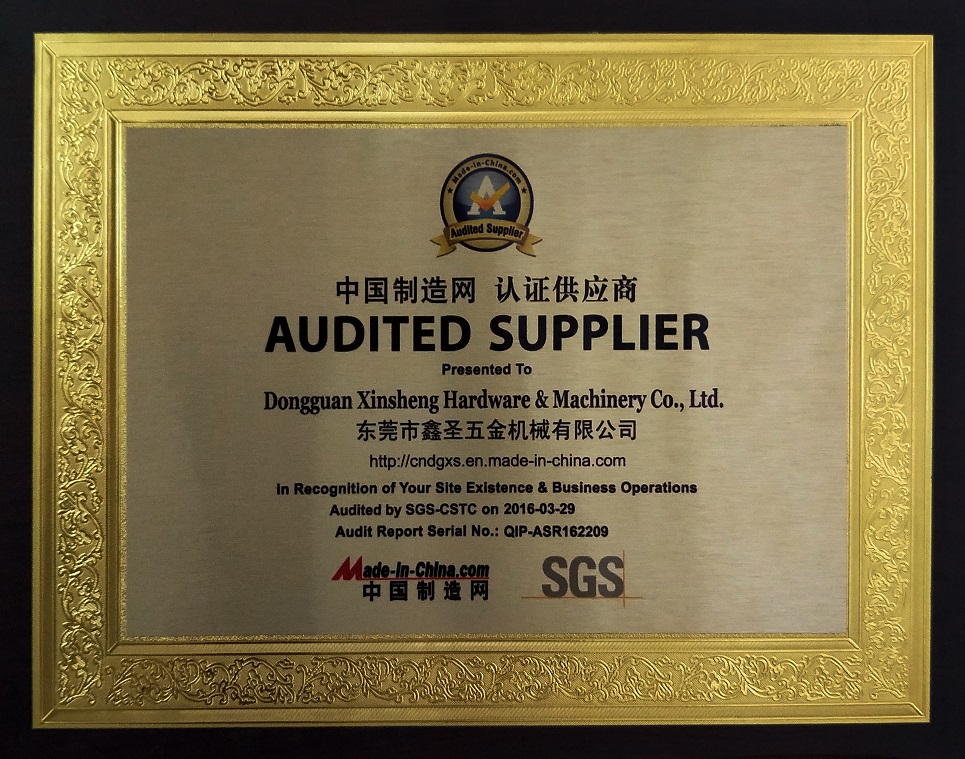 Made-in-China.com
A
Audited Supplier
中国制造网 认证供应商
AUDITED SUPPLIER
Presented To
Dongguan Xinsheng Hardware & Machinery Co., Ltd.
东莞市鑫圣五金机械有限公司
http://cndgxs.en.made-in-china.com
In Recognition of Your Site Existence & Business Operations
Audited by SGS-CSTC on 2016-03-29
Audit Report Serial No.: QIP-ASR162209
Made-in-China.com
中国制造网
SGS